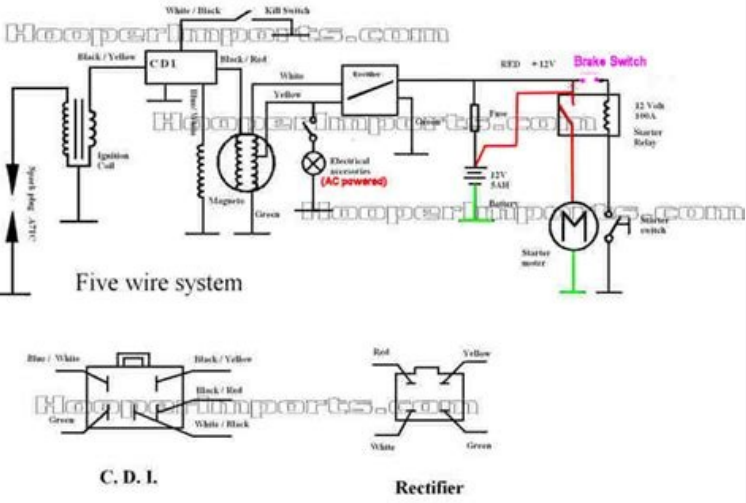 White / Black
Kill Switch
HooperImports.com
Black / Yellow
C D I
Black / Red
White
Rectifier
RED +12V
Brake Switch
Yellow
Blue / White
HooperImports.com
Green
Fuse
12 Volt
100A
Starter
Relay
Ignition
Coil
Spark plug A7TC
Electrical
(AC powered)
12V
5AH
Battery
Magneto
Green
HooperImports.com
Starter
switch
Starter
motor
Five wire system
Blue / White
Black / Yellow
Black / Red
HooperImports.com
Green
White / Black
C. D. I.
Red
Yellow
White
Green
Rectifier